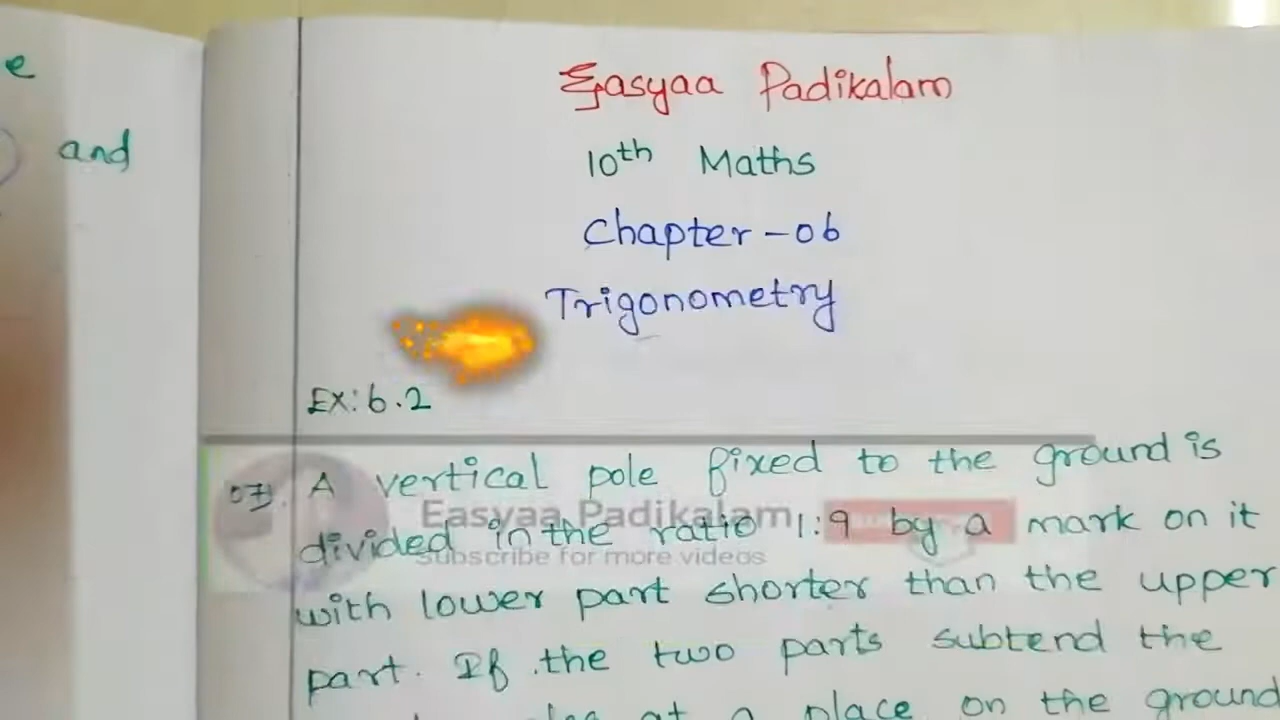 e
and
Easyaa Padikalam
10th Maths
Chapter - 06
Trigonometry
Ex: 6.2
07). A vertical pole fixed to the ground is
divided in the ratio 1:9 by a mark on it
with lower part shorter than the upper
part. If the two parts subtend the
at a place on the ground
Easyaa Padikalam
Subscribe for more videos